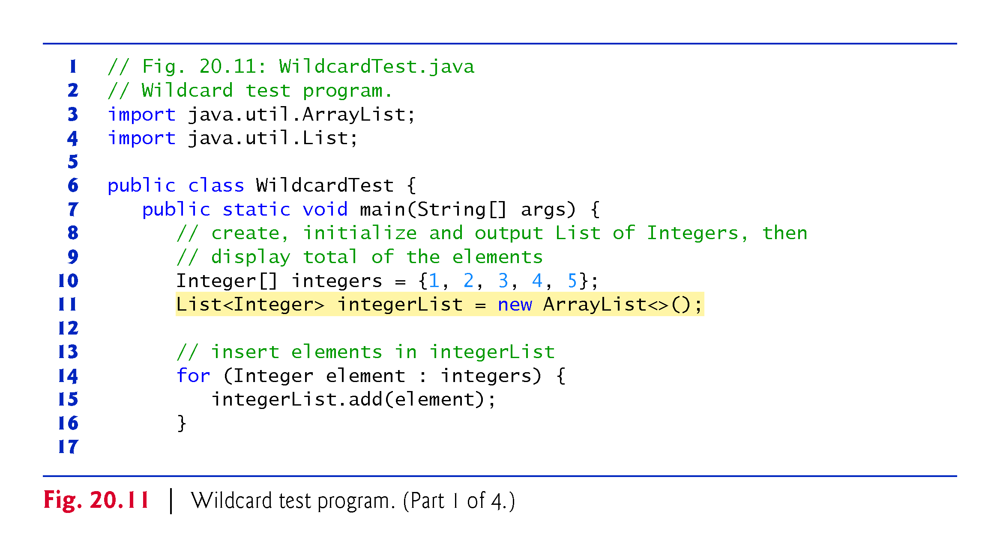 1 // Fig. 20.11: WildcardTest.java
2 // Wildcard test program.
3 import java.util.ArrayList;
4 import java.util.List;
5
6 public class WildcardTest {
7    public static void main(String[] args) {
8       // create, initialize and output List of Integers, then
9       // display total of the elements
10       Integer[] integers = {1, 2, 3, 4, 5};
11       List<Integer> integerList = new ArrayList<>();
12
13       // insert elements in integerList
14       for (Integer element : integers) {
15          integerList.add(element);
16       }
17
Fig. 20.11 | Wildcard test program. (Part 1 of 4.)